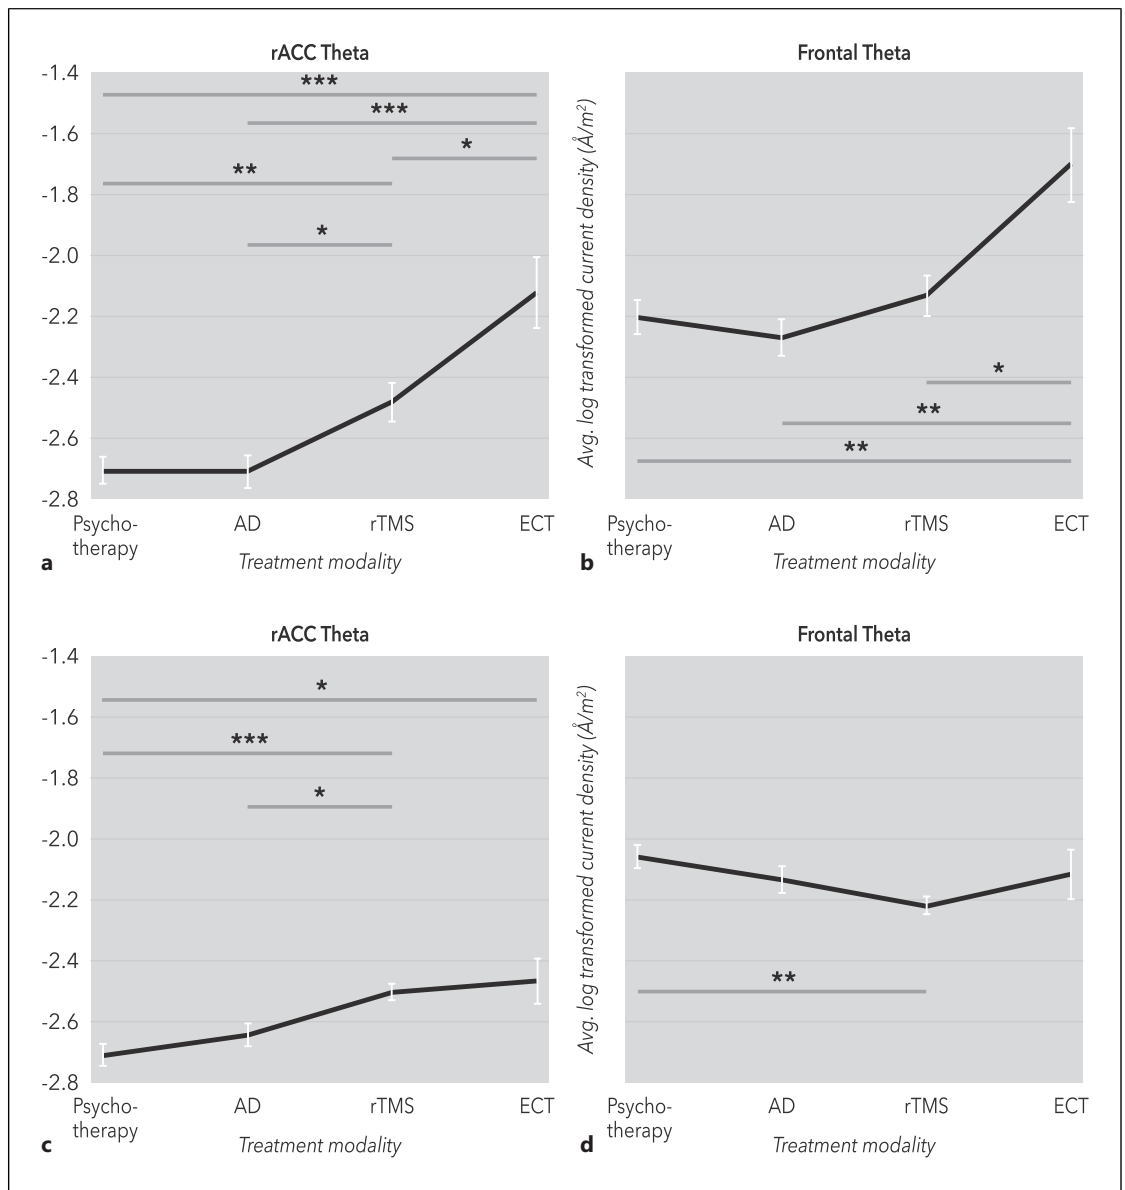 rACC Theta
-1.4
-1.6
-1.8
-2.0
-2.2
-2.4
-2.6
-2.8
***
***
*
**
*
Psycho-
therapy
AD
rTMS
ECT
a
Treatment modality
Frontal Theta
Avg. log transformed current density (Å/m²)
*
**
**
Psycho-
therapy
AD
rTMS
ECT
b
Treatment modality
rACC Theta
-1.4
-1.6
-1.8
-2.0
-2.2
-2.4
-2.6
-2.8
*
***
*
Psycho-
therapy
AD
rTMS
ECT
c
Treatment modality
Frontal Theta
Avg. log transformed current density (Å/m²)
**
Psycho-
therapy
AD
rTMS
ECT
d
Treatment modality